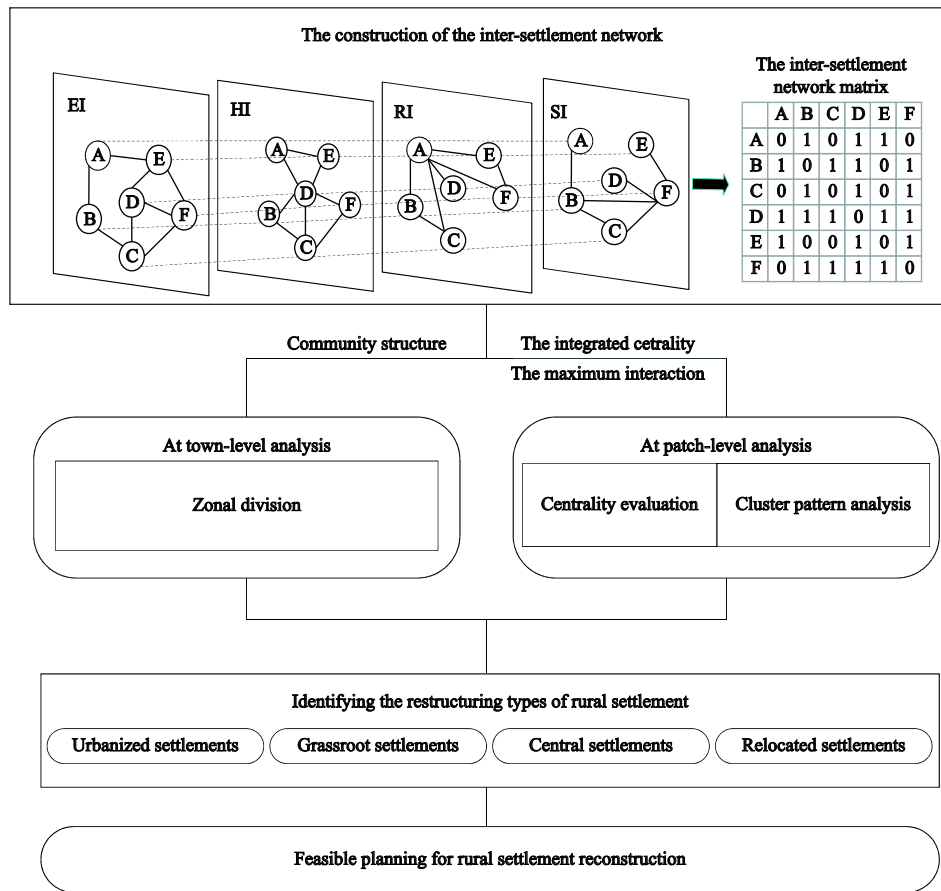 The construction of the inter-settlement network
EI
A
E
D
B
F
C
HI
A
E
D
B
F
C
RI
A
E
D
B
F
C
SI
A
E
D
B
F
C
The inter-settlement
network matrix
A B C D E F
A 0 1 0 1 1 0
B 1 0 1 1 0 1
C 0 1 0 1 0 1
D 1 1 1 0 1 1
E 1 0 0 1 0 1
F 0 1 1 1 1 0
Community structure
The integrated cetrality
The maximum interaction
At town-level analysis
Zonal division
At patch-level analysis
Centrality evaluation
Cluster pattern analysis
Identifying the restructuring types of rural settlement
Urbanized settlements
Grassroot settlements
Central settlements
Relocated settlements
Feasible planning for rural settlement reconstruction